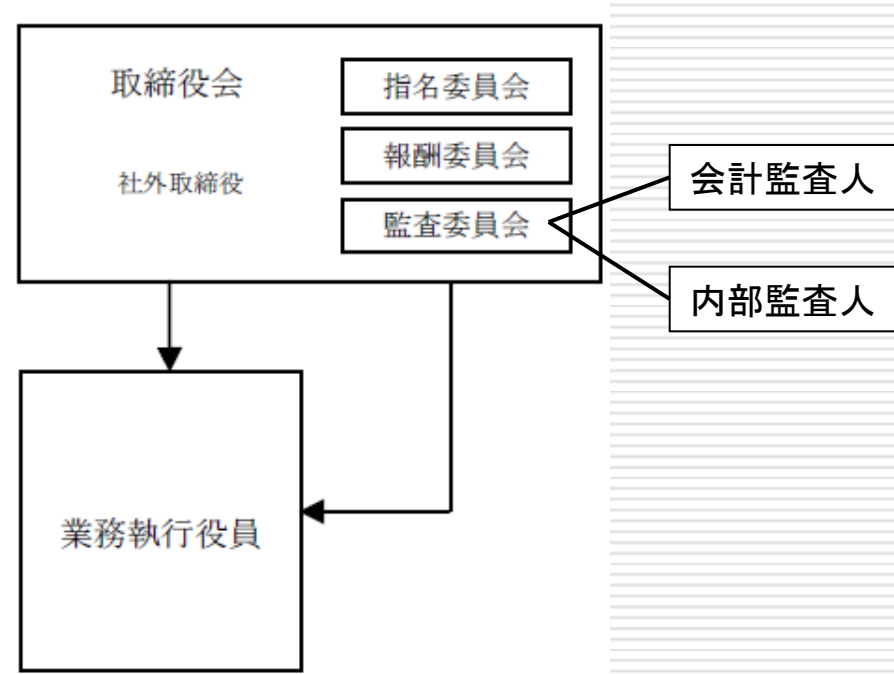 取締役会
社外取締役
指名委員会
報酬委員会
監査委員会
会計監査人
内部監査人
業務執行役員